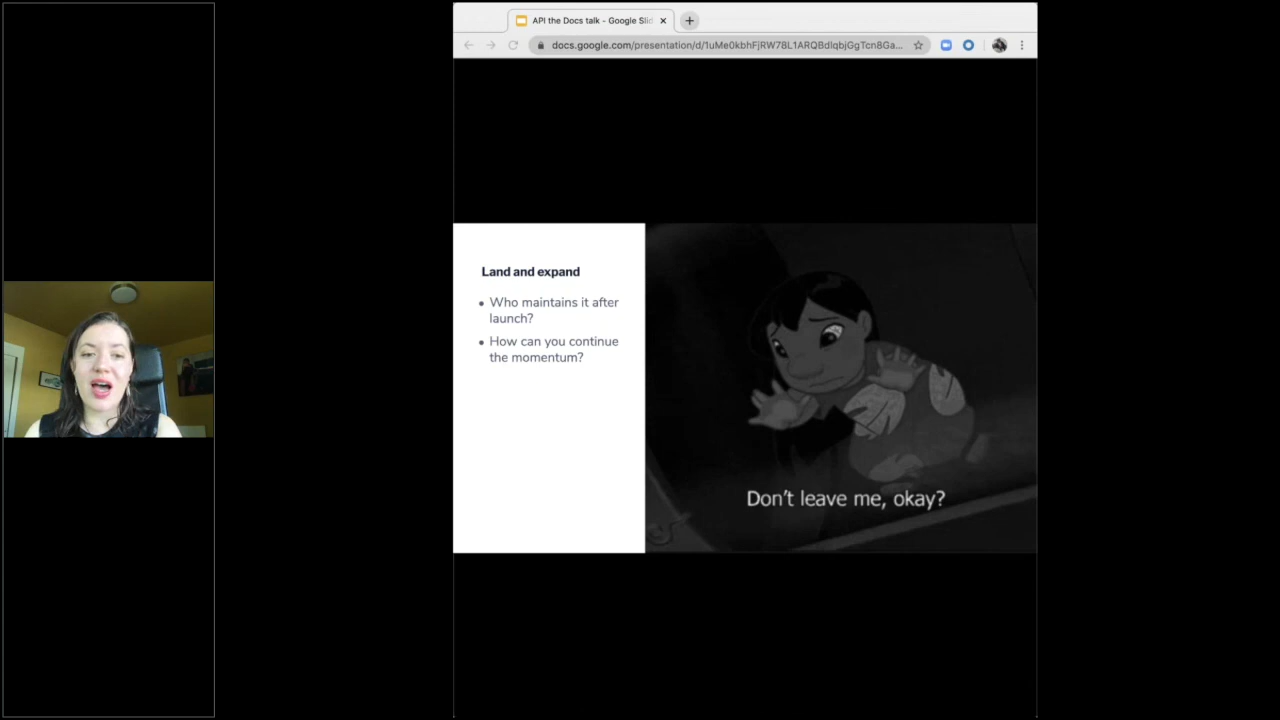 API the Docs talk - Google Slid
docs.google.com/presentation/d/1uMe0kbhFjRW78L1ARQBdlqbjGgTcn8Ga...
Land and expand
• Who maintains it after
launch?
• How can you continue
the momentum?
Don't leave me, okay?